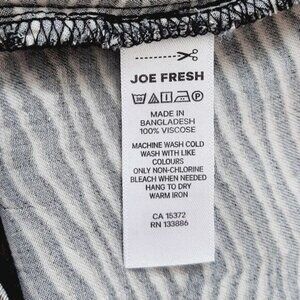 JOE FRESH
MADE IN
BANGLADESH
100% VISCOSE
MACHINE WASH COLD
WASH WITH LIKE
COLOURS
ONLY NON-CHLORINE
BLEACH WHEN NEEDED
HANG TO DRY
WARM IRON
CA 15372
RN 133886